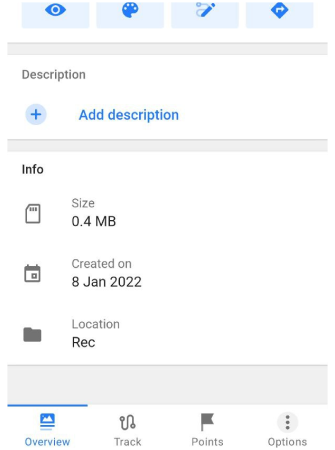 Description
Add description
Info
Size
0.4 MB
Created on
8 Jan 2022
Location
Rec
Overview
Track
Points
Options